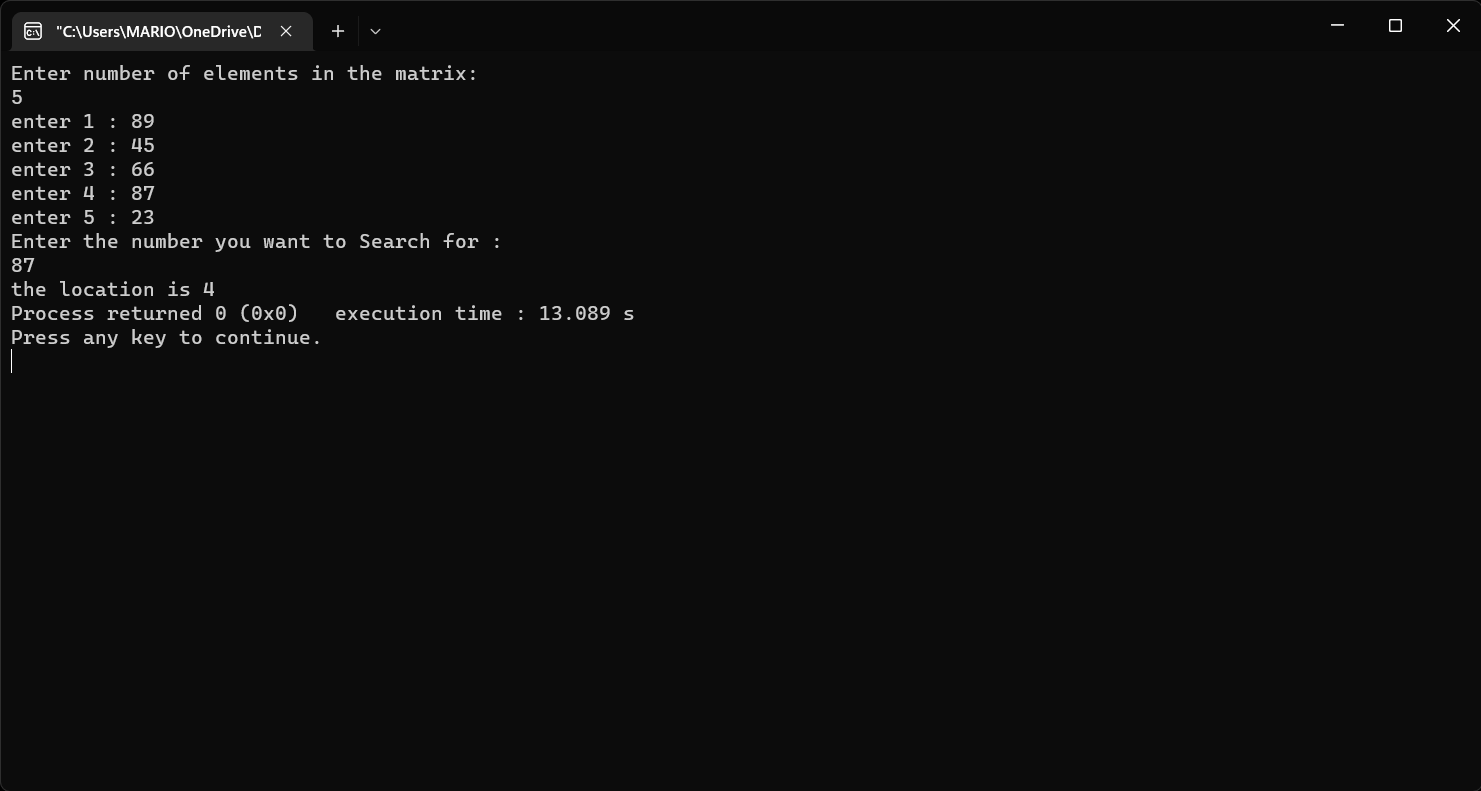 "C:\Users\MARIO\OneDrive\D
Enter number of elements in the matrix:
5
enter 1 : 89
enter 2 : 45
enter 3 : 66
enter 4 : 87
enter 5 : 23
Enter the number you want to Search for :
87
the location is 4
Process returned 0 (0x0)   execution time : 13.089 s
Press any key to continue.